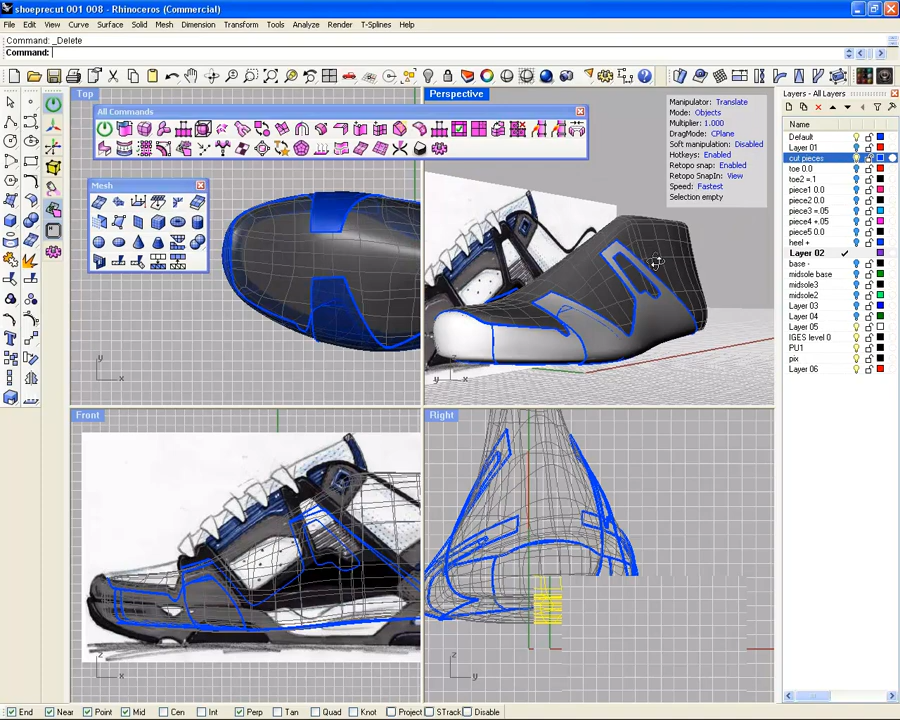 shoeprecut 001 008 - Rhinoceros (Commercial)
File Edit View Curve Surface Solid Mesh Dimension Transform Tools Analyze Render T-Splines Help
Command: _Delete
Command:
Top
Perspective
All Commands
Mesh
Manipulator: Translate
Mode: Objects
Multiplier: 1.000
DragMode: CPlane
Soft manipulation: Disabled
Hotkeys: Enabled
Retopo snap: Enabled
Retopo SnapIn: View
Speed: Fastest
Selection empty
Layers - All Layers
Name
Default
Layer 01
cut pieces
toe 0.0
toe2 =.1
piece1 0.0
piece2 0.0
piece3 =.05
piece4 +.05
piece5 0.0
heel +
Layer 02
base -
midsole base
midsole3
midsole2
Layer 03
Layer 04
Layer 05
IGES level 0
PU1
pix
Layer 06
y x
y z x
Front
Right
z x
z y
End Near Point Mid Cen Int Perp Tan Quad Knot Project STrack Disable